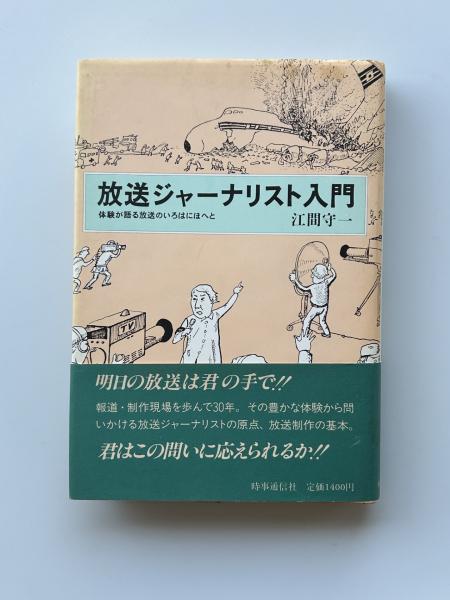 放送ジャーナリスト入門
体験が語る放送のいろはにほへと
江間守一
TV
明日の放送は君の手で!!
報道・制作現場を歩んで30年。その豊かな体験から問
いかける放送ジャーナリストの原点、放送制作の基本。
君はこの問いに応えられるか!!
時事通信社 定価1400円